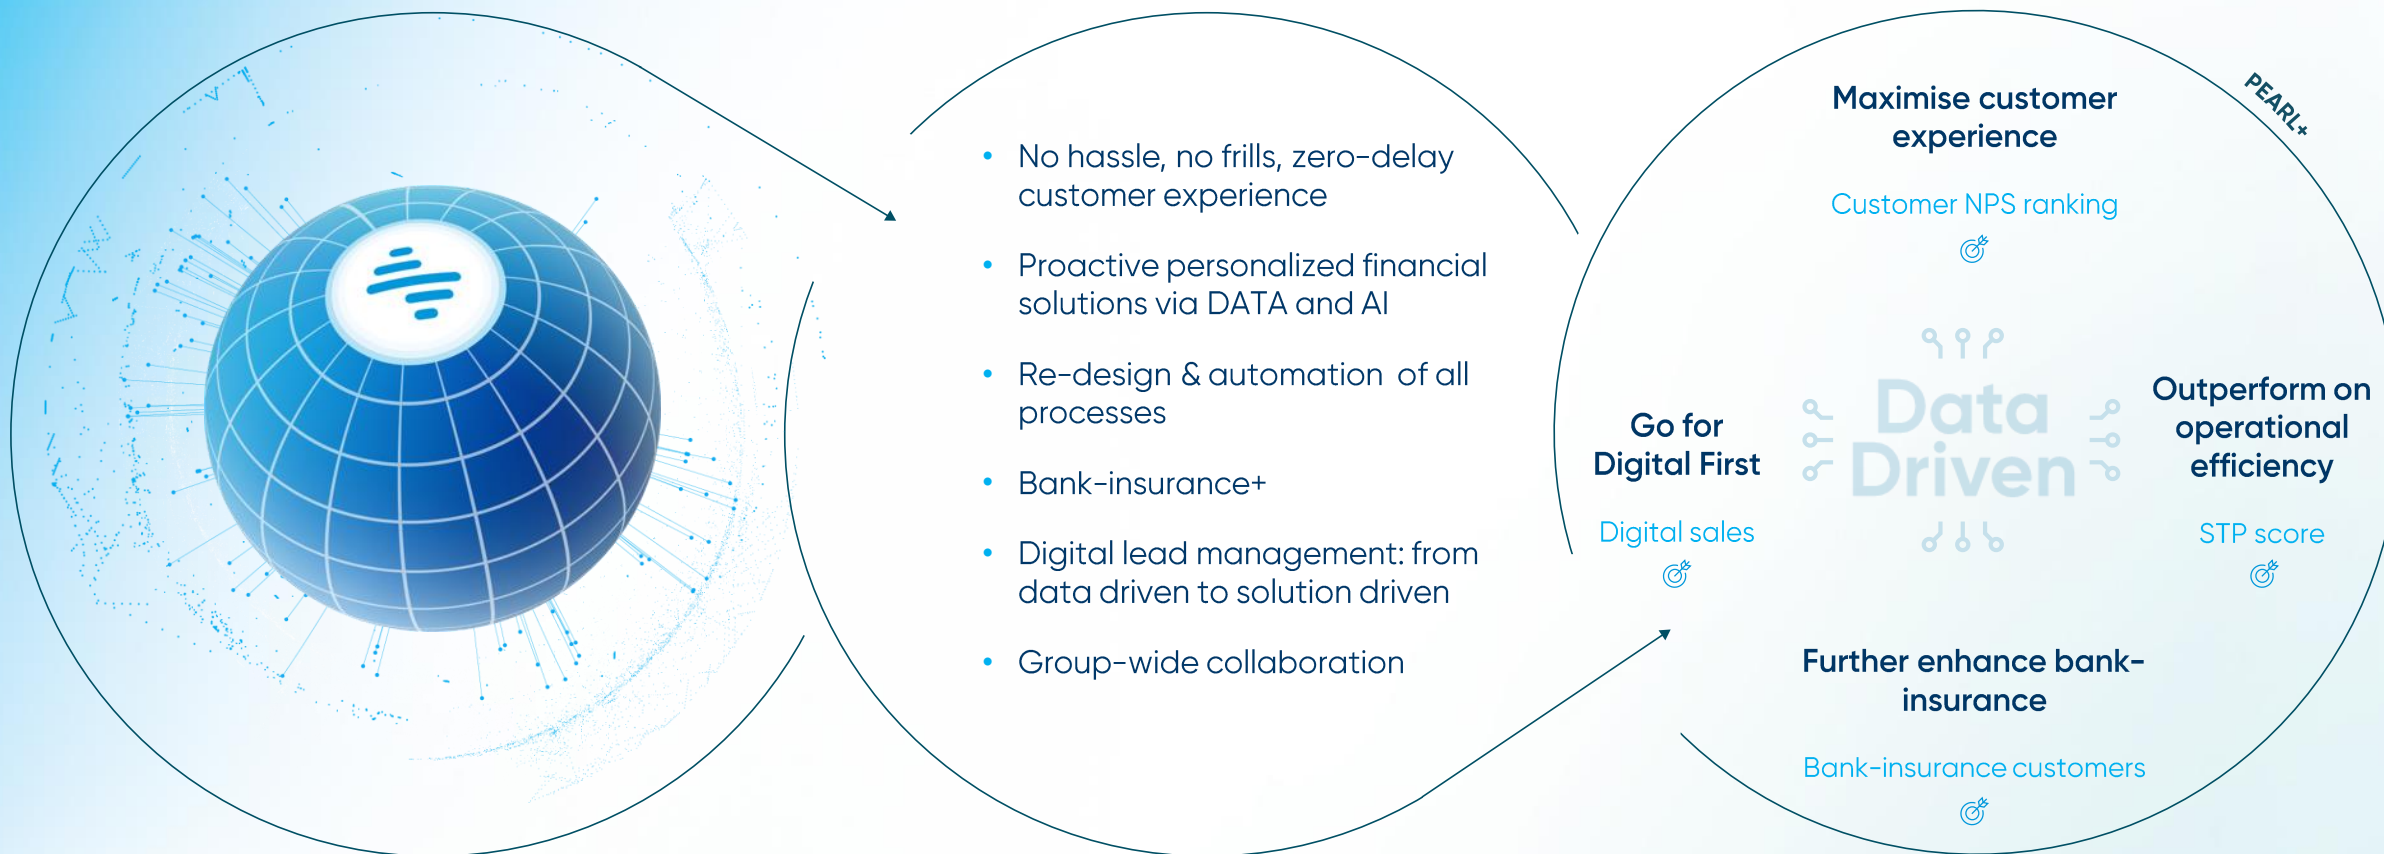 No hassle, no frills, zero-delay
customer experience
Proactive personalized financial
solutions via DATA and AI
Re-design & automation of all
processes
Bank-insurance+
Digital lead management: from
data driven to solution driven
Group-wide collaboration
PEARL+
Maximise customer
experience
Customer NPS ranking
Go for
Digital First
Digital sales
Data
Driven
Outperform on
operational
efficiency
STP score
Further enhance bank-
insurance
Bank-insurance customers